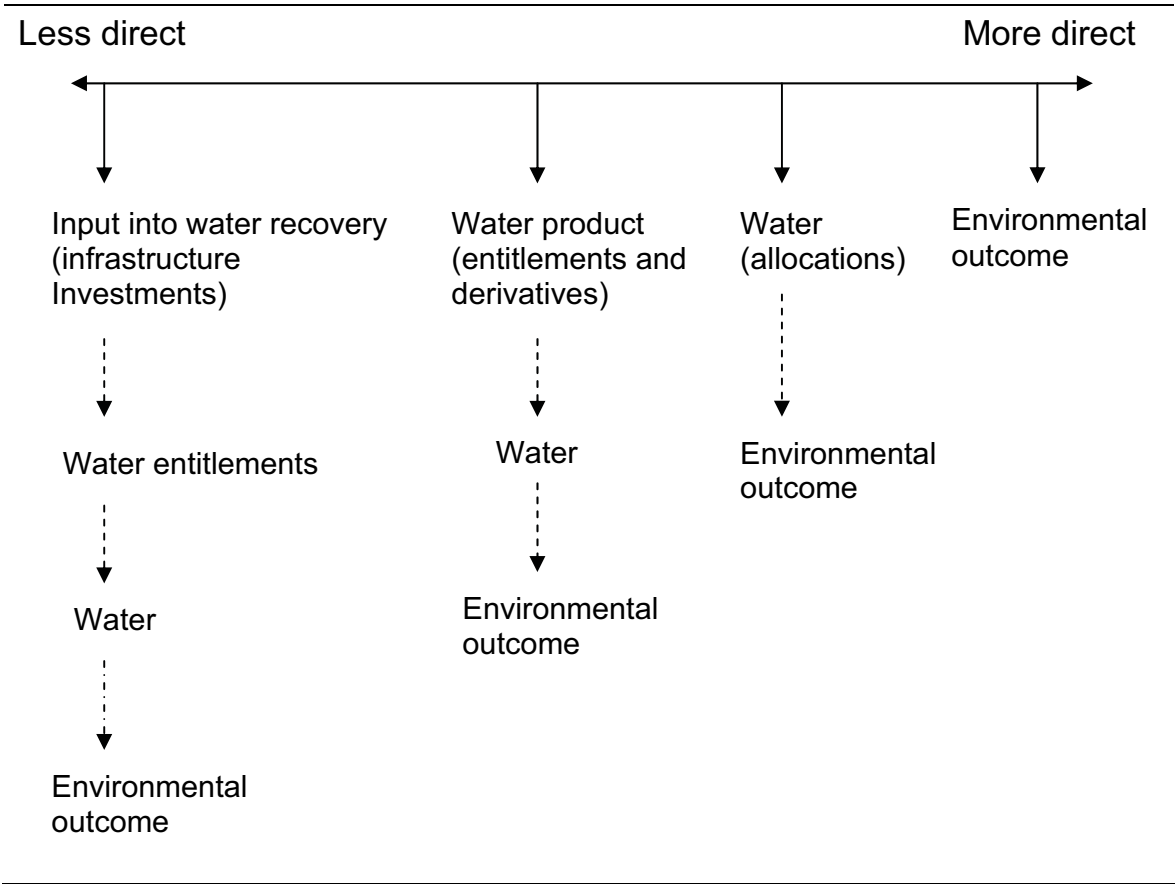 Less direct
More direct
Input into water recovery
(infrastructure
Investments)
Water product
(entitlements and
derivatives)
Water
(allocations)
Environmental
outcome
Water entitlements
Water
Environmental
outcome
Water
Environmental
outcome
Environmental
outcome